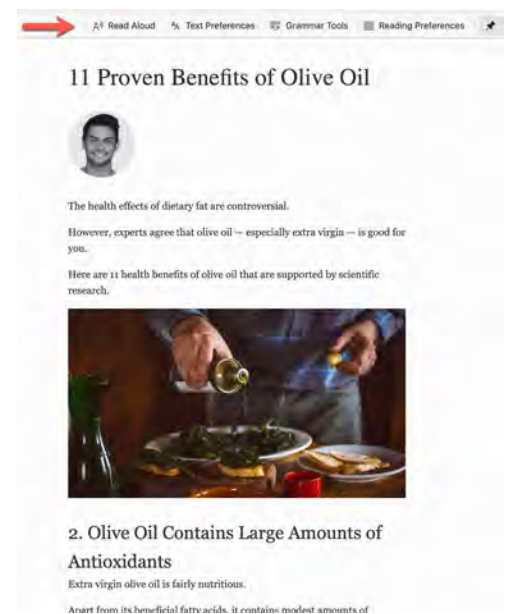 Read Aloud Text Preferences Grammar Tools Reading Preferences
11 Proven Benefits of Olive Oil
The health effects of dietary fat are controversial.
However, experts agree that olive oil — especially extra virgin — is good for
you.
Here are 11 health benefits of olive oil that are supported by scientific
research.
2. Olive Oil Contains Large Amounts of
Antioxidants
Extra virgin olive oil is fairly nutritious.
Apart from its beneficial fatty acids, it contains modest amounts of